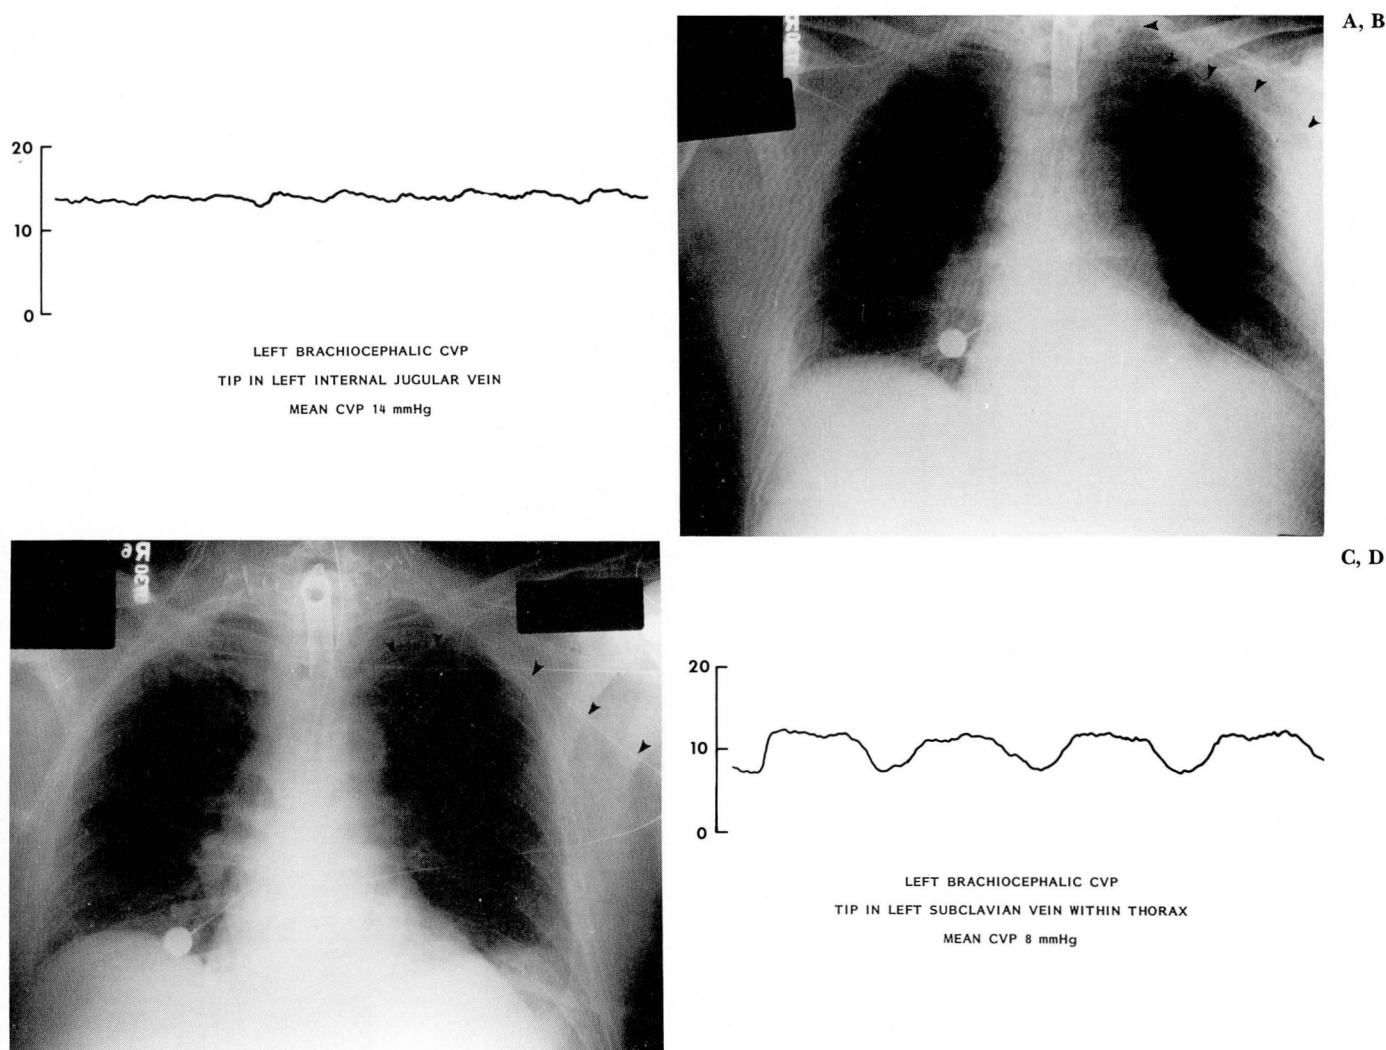 A, B
20
10
0
LEFT BRACHIOCEPHALIC CVP
TIP IN LEFT INTERNAL JUGULAR VEIN
MEAN CVP 14 mmHg
C, D
20
10
0
LEFT BRACHIOCEPHALIC CVP
TIP IN LEFT SUBCLAVIAN VEIN WITHIN THORAX
MEAN CVP 8 mmHg